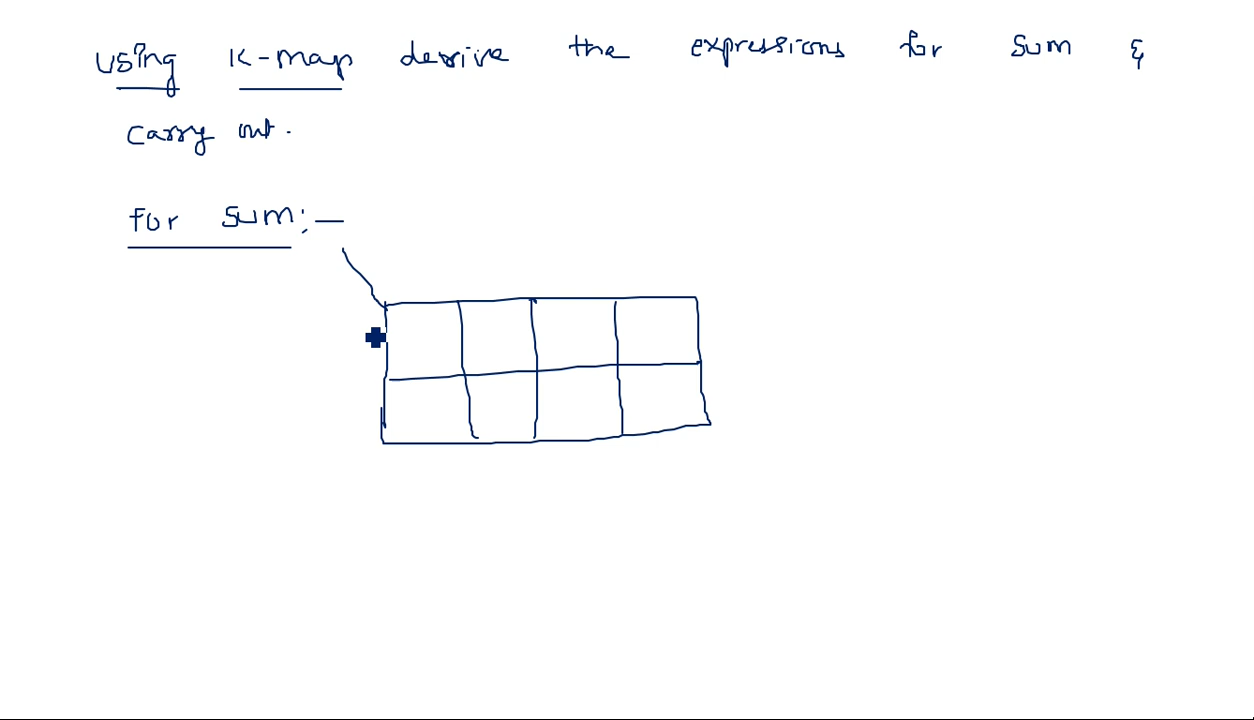 using K-map derive the expressions for sum &
carry out.
for sum:-